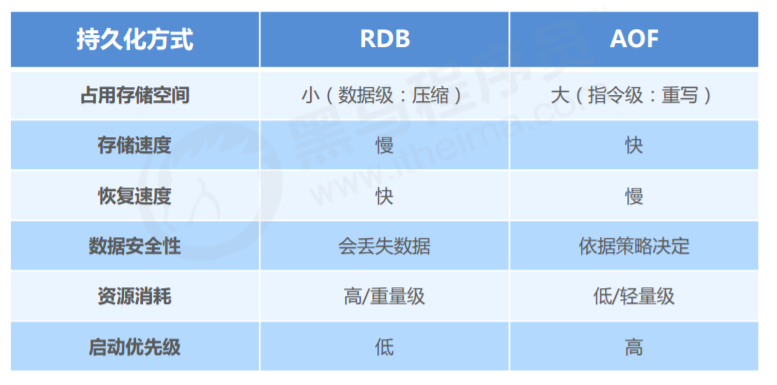 持久化方式 RDB AOF
占用存储空间 小（数据级：压缩） 大（指令级：重写）
存储速度 慢 快
恢复速度 快 慢
数据安全性 会丢失数据 依据策略决定
资源消耗 高/重量级 低/轻量级
启动优先级 低 高
黑马程序员
www.itheima.com